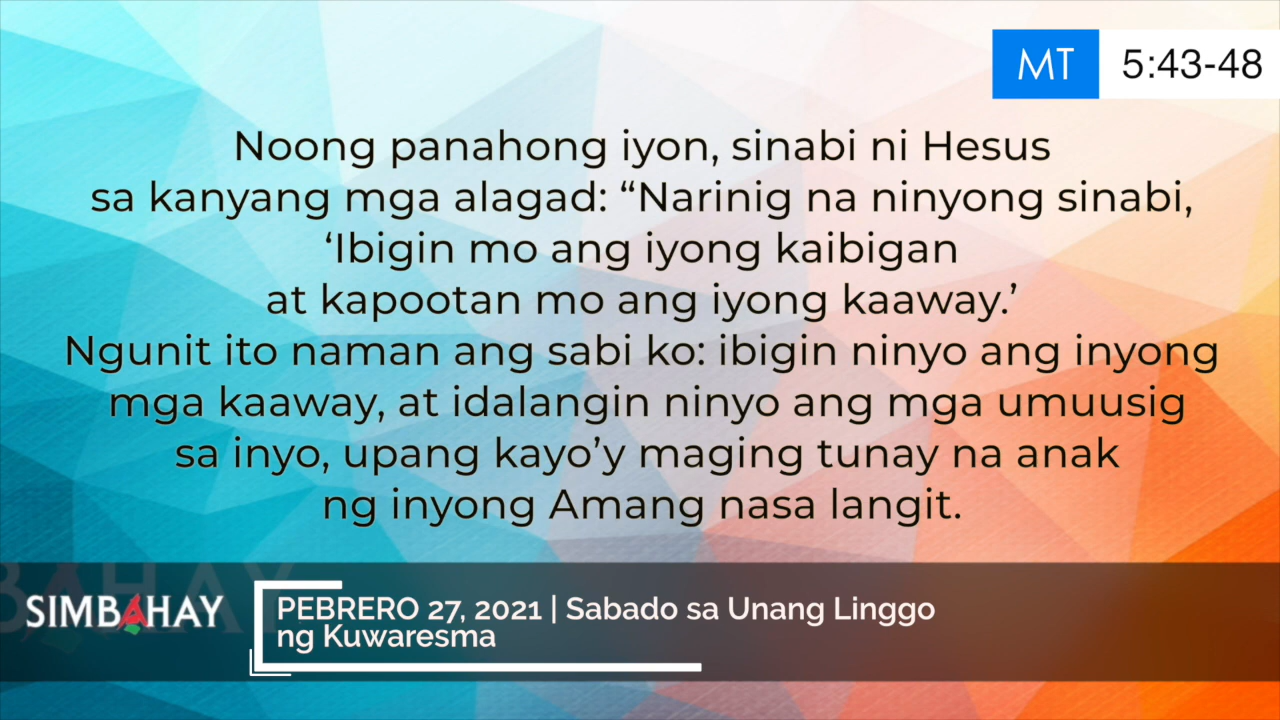 MT 5:43-48
Noong panahong iyon, sinabi ni Hesus
sa kanyang mga alagad: “Narinig na ninyong sinabi,
‘Ibigin mo ang iyong kaibigan
at kapootan mo ang iyong kaaway.’
Ngunit ito naman ang sabi ko: ibigin ninyo ang inyong
mga kaaway, at idalangin ninyo ang mga umuusig
sa inyo, upang kayo’y maging tunay na anak
ng inyong Amang nasa langit.
SIMBAHAY
PEBRERO 27, 2021 | Sabado sa Unang Linggo
ng Kuwaresma